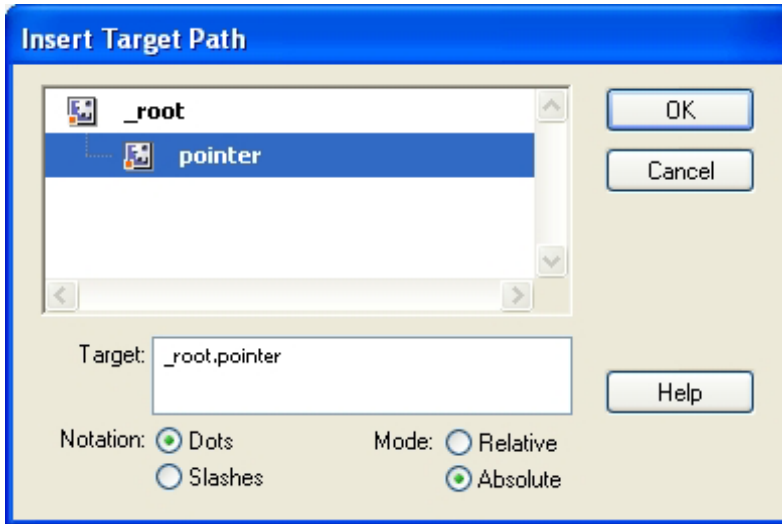 Insert Target Path
_root
OK
pointer
Cancel
Target: _root.pointer
Help
Notation: Dots Mode: Relative
Slashes Absolute